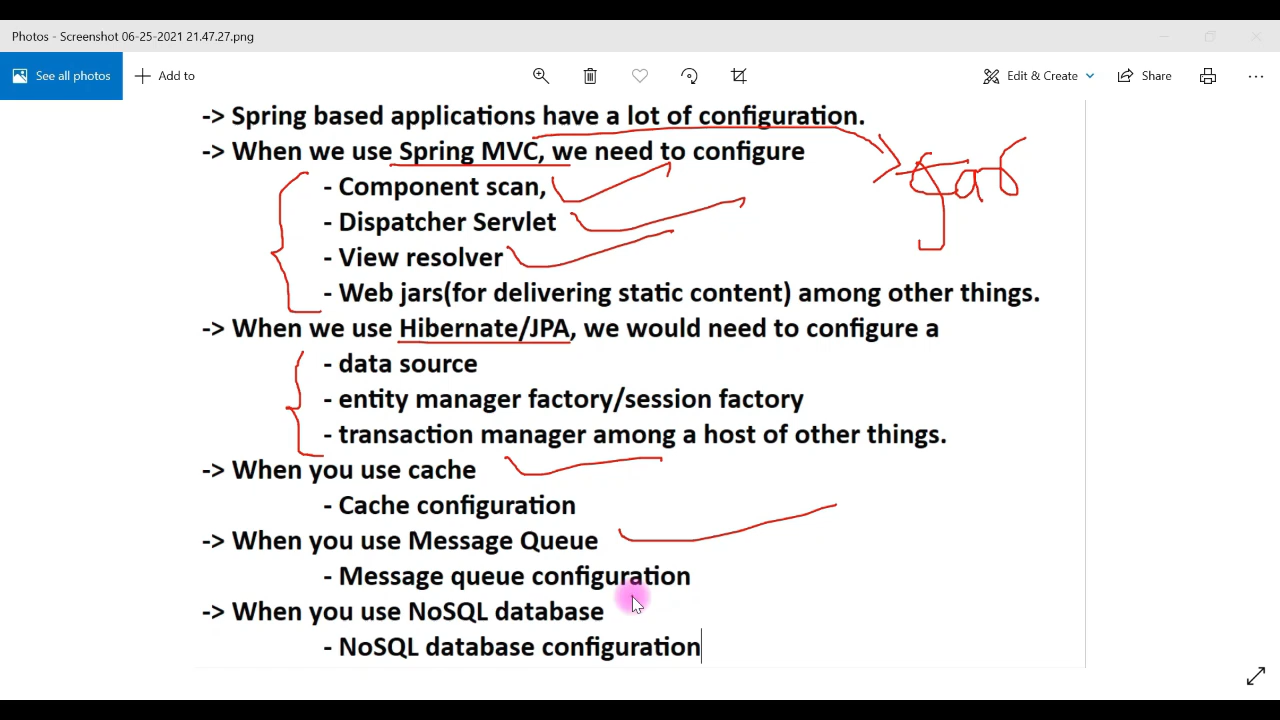 Photos - Screenshot 06-25-2021 21.47.27.png
See all photos
Add to
Edit & Create
Share
-> Spring based applications have a lot of configuration.
-> When we use Spring MVC, we need to configure
- Component scan,
- Dispatcher Servlet
- View resolver
- Web jars(for delivering static content) among other things.
-> When we use Hibernate/JPA, we would need to configure a
- data source
- entity manager factory/session factory
- transaction manager among a host of other things.
-> When you use cache
- Cache configuration
-> When you use Message Queue
- Message queue configuration
-> When you use NoSQL database
- NoSQL database configuration
jar